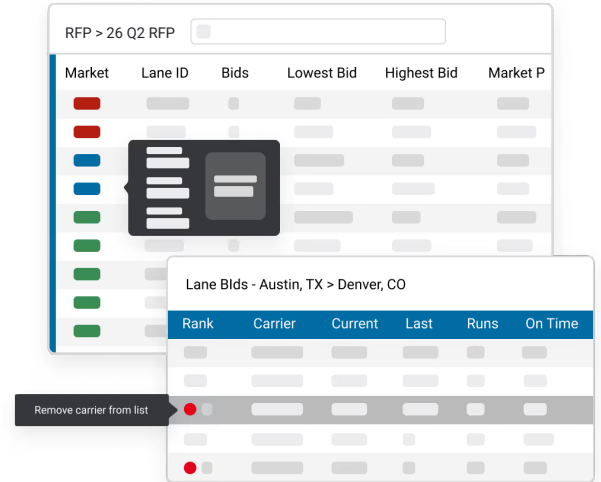 RFP > 26 Q2 RFP
Market Lane ID Bids Lowest Bid Highest Bid Market P
Lane BIds - Austin, TX > Denver, CO
Rank Carrier Current Last Runs On Time
Remove carrier from list